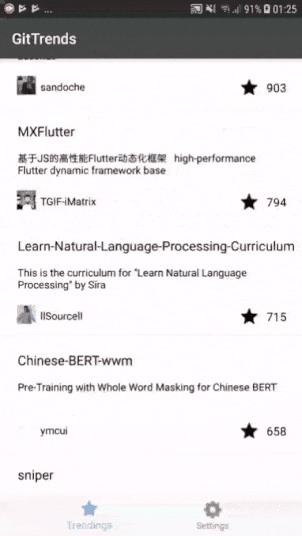 91% 01:25
GitTrends
sandoche 903
MXFlutter
基于JS的高性能Flutter动态化框架 high-performance
Flutter dynamic framework base
TGIF-iMatrix 794
Learn-Natural-Language-Processing-Curriculum
This is the curriculum for "Learn Natural Language
Processing" by Sira
llSourcell 715
Chinese-BERT-wwm
Pre-Training with Whole Word Masking for Chinese BERT
ymcui 658
sniper
Trendings Settings